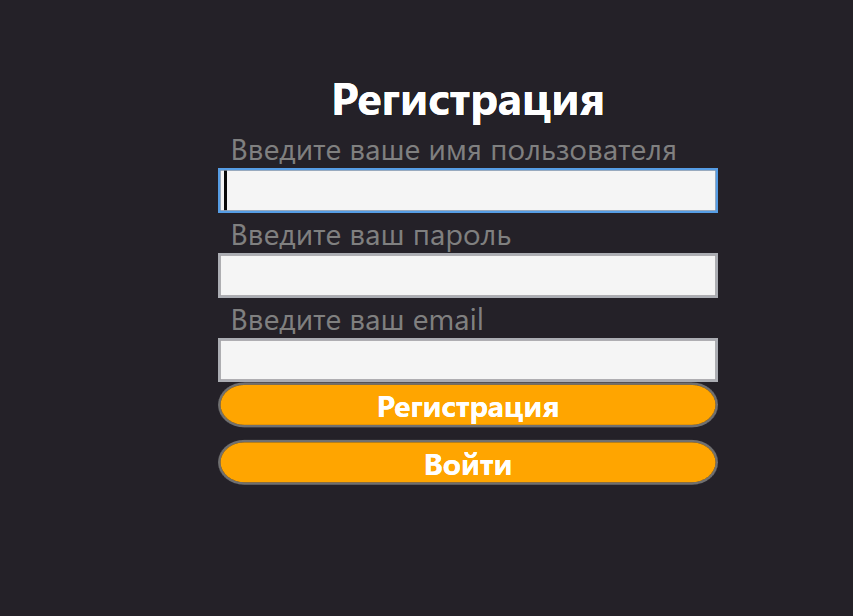 Регистрация
Введите ваше имя пользователя
Введите ваш пароль
Введите ваш email
Регистрация
Войти